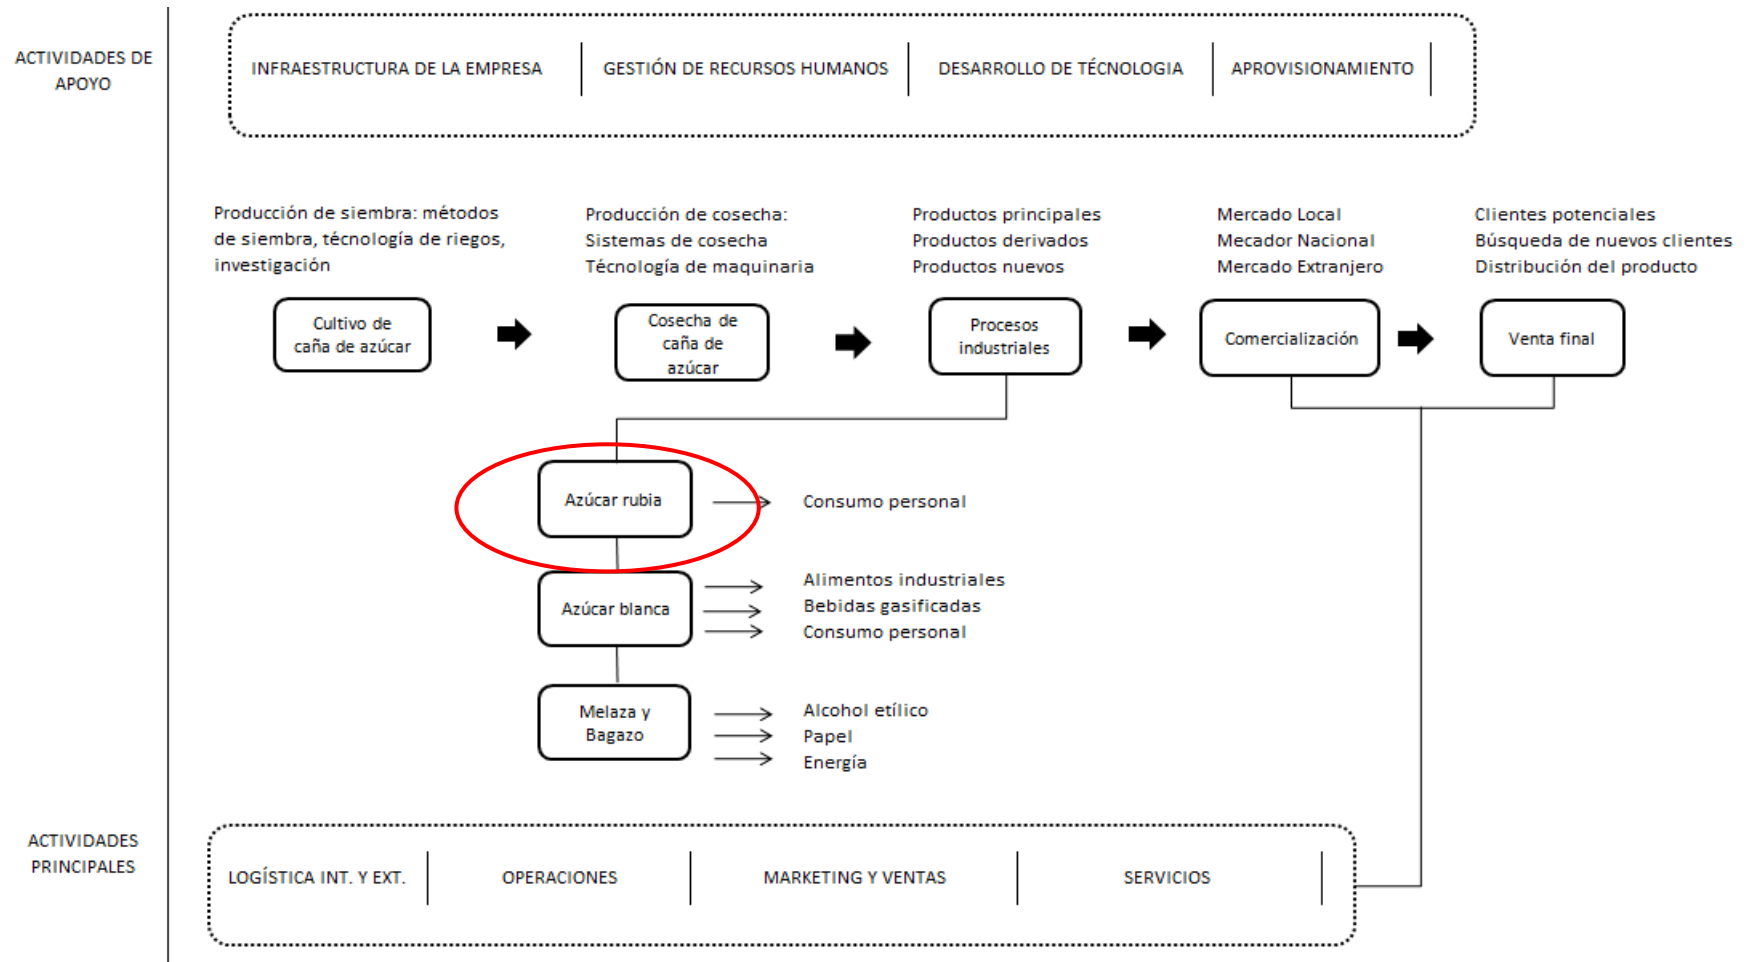 ACTIVIDADES DE
APOYO
INFRAESTRUCTURA DE LA EMPRESA
GESTIÓN DE RECURSOS HUMANOS
DESARROLLO DE TÉCNOLOGIA
APROVISIONAMIENTO
Producción de siembra: métodos
de siembra, técnología de riegos,
investigación
Producción de cosecha:
Sistemas de cosecha
Técnología de maquinaria
Productos principales
Productos derivados
Productos nuevos
Mercado Local
Mecador Nacional
Mercado Extranjero
Clientes potenciales
Búsqueda de nuevos clientes
Distribución del producto
Cultivo de
caña de azúcar
Cosecha de
caña de
azúcar
Procesos
industriales
Comercialización
Venta final
Azúcar rubia
Consumo personal
Azúcar blanca
Alimentos industriales
Bebidas gasificadas
Consumo personal
Melaza y
Bagazo
Alcohol etílico
Papel
Energía
ACTIVIDADES
PRINCIPALES
LOGÍSTICA INT. Y EXT.
OPERACIONES
MARKETING Y VENTAS
SERVICIOS